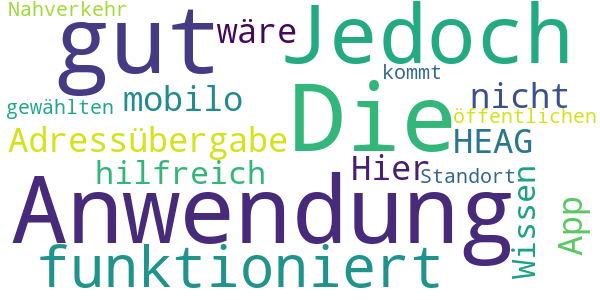 Nahverkehr
gut
wäre
Jedoch
kommt
gewählten
mobilo
Die
nicht
öffentlichen
Adressübergabe
HEAG
hilfreich
Hier
Standort
Anwendung
Wissen
App
funktioniert